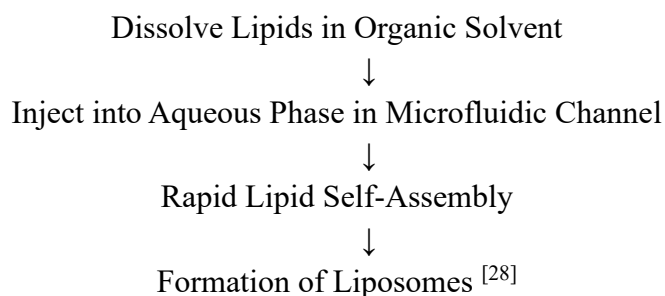 Dissolve Lipids in Organic Solvent
↓
Inject into Aqueous Phase in Microfluidic Channel
↓
Rapid Lipid Self-Assembly
↓
Formation of Liposomes [28]